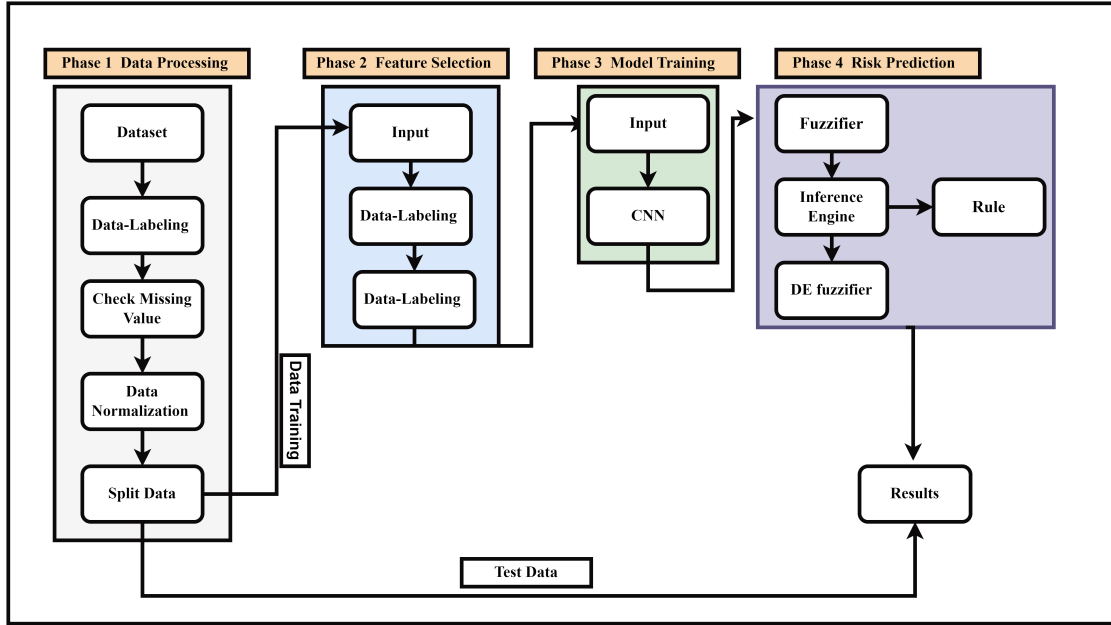 Phase 1 Data Processing
Dataset
Data-Labeling
Check Missing
Value
Data
Normalization
Split Data
Data Training
Phase 2 Feature Selection
Input
Data-Labeling
Data-Labeling
Phase 3 Model Training
Input
CNN
Phase 4 Risk Prediction
Fuzzifier
Inference
Engine
Rule
DE fuzzifier
Results
Test Data